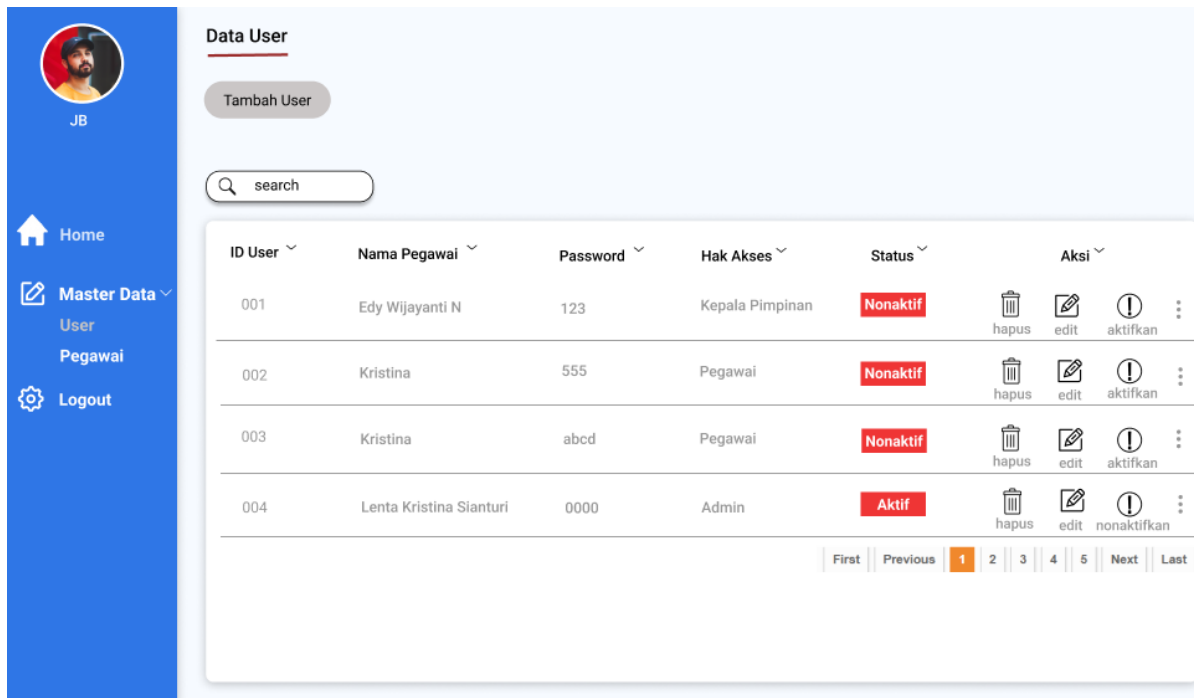 JB
Home
Master Data
User
Pegawai
Logout
Data User
Tambah User
search
ID User Nama Pegawai Password Hak Akses Status Aksi
001 Edy Wijayanti N 123 Kepala Pimpinan Nonaktif hapus edit aktifkan
002 Kristina 555 Pegawai Nonaktif hapus edit aktifkan
003 Kristina abcd Pegawai Nonaktif hapus edit aktifkan
004 Lenta Kristina Sianturi 0000 Admin Aktif hapus edit nonaktifkan
First Previous 1 2 3 4 5 Next Last